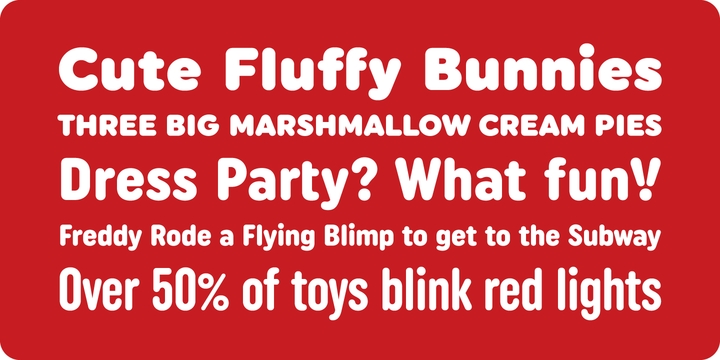 Cute Fluffy Bunnies
THREE BIG MARSHMALLOW CREAM PIES
Dress Party? What fun!!
Freddy Rode a Flying Blimp to get to the Subway
Over 50% of toys blink red lights